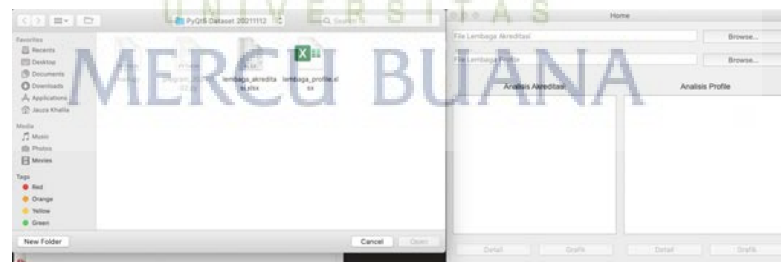 UNIVERSITAS
MERCU BUANA
PyQt5 Dataset 20211112
Search
Favorites
Recents
Desktop
Documents
Downloads
Applications
Jauza Khalila
Media
Music
Photos
Movies
Tags
Red
Orange
Yellow
Green
lembaga_akreditasi.xlsx
lembaga_profile.xlsx
New Folder
Cancel
Open
Home
File Lembaga Akreditasi
Browse...
File Lembaga Profile
Browse...
Analisis Akreditasi
Analisis Profile
Detail
Grafik
Detail
Grafik